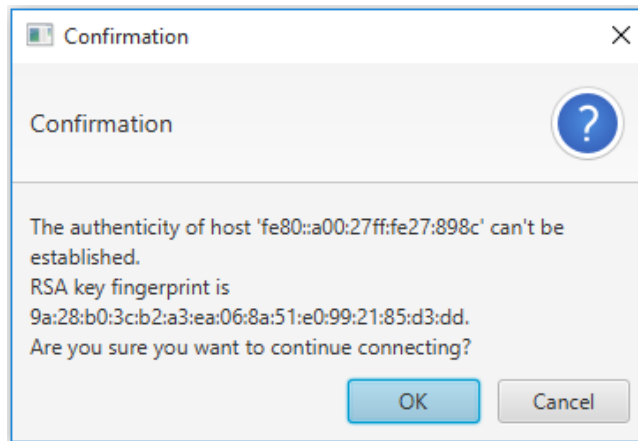 Confirmation
Confirmation
?
The authenticity of host 'fe80::a00:27ff:fe27:898c' can't be
established.
RSA key fingerprint is
9a:28:b0:3c:b2:a3:ea:06:8a:51:e0:99:21:85:d3:dd.
Are you sure you want to continue connecting?
OK Cancel